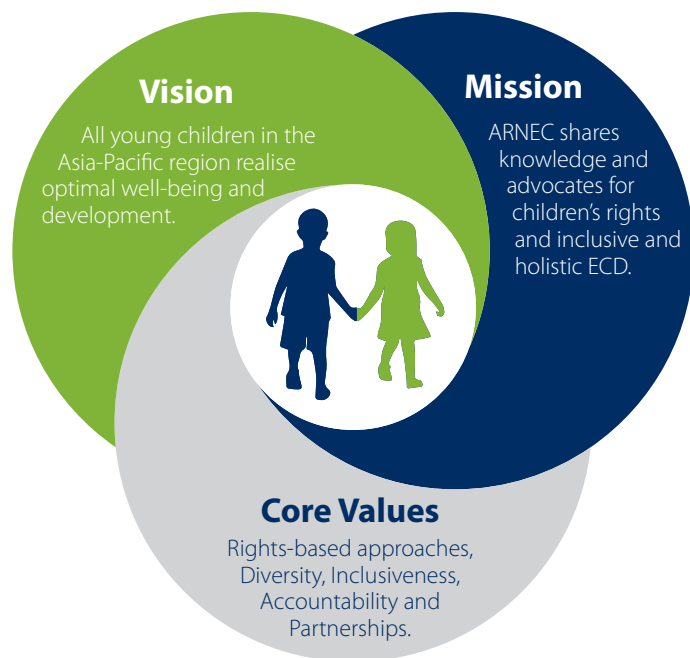 Vision
All young children in the
Asia-Pacific region realise
optimal well-being and
development.
Mission
ARNEC shares
knowledge and
advocates for
children’s rights
and inclusive and
holistic ECD.
Core Values
Rights-based approaches,
Diversity, Inclusiveness,
Accountability and
Partnerships.